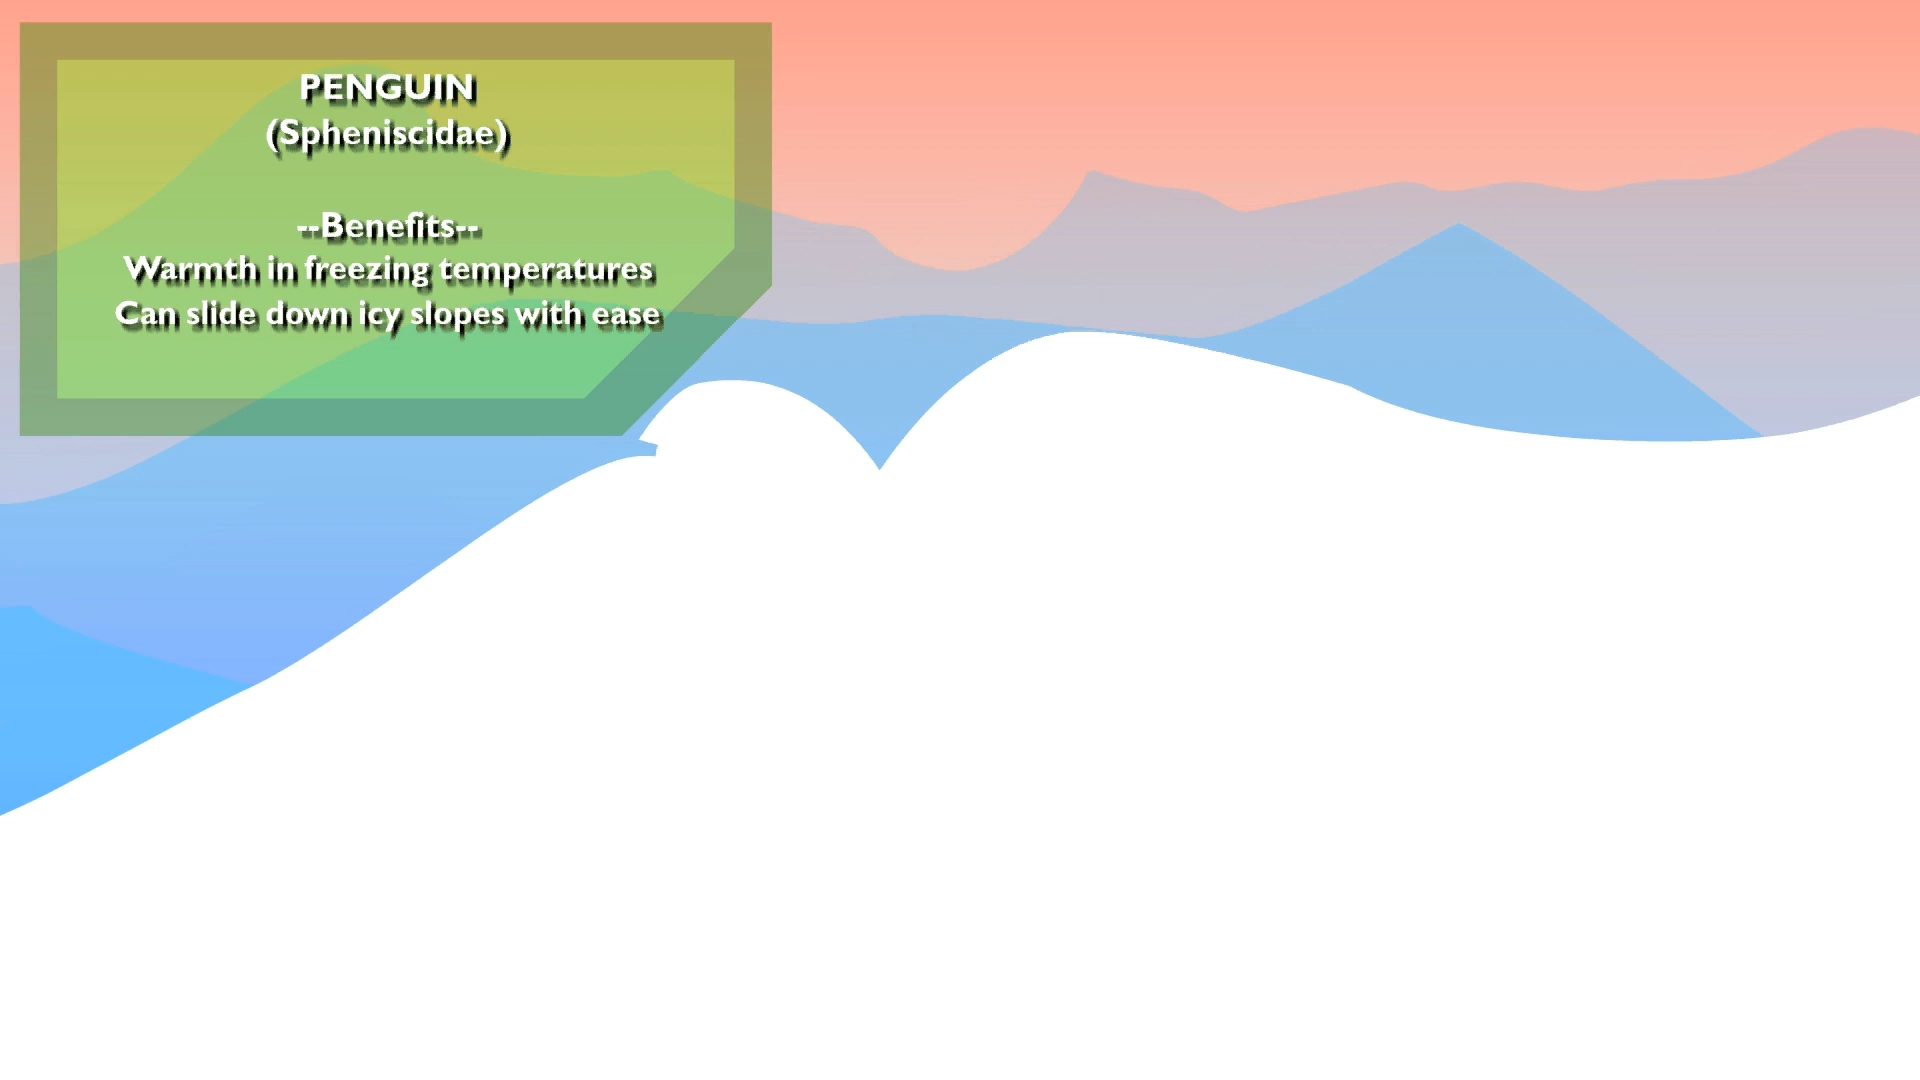 PENGUIN
(Spheniscidae)
--Benefits--
Warmth in freezing temperatures
Can slide down icy slopes with ease